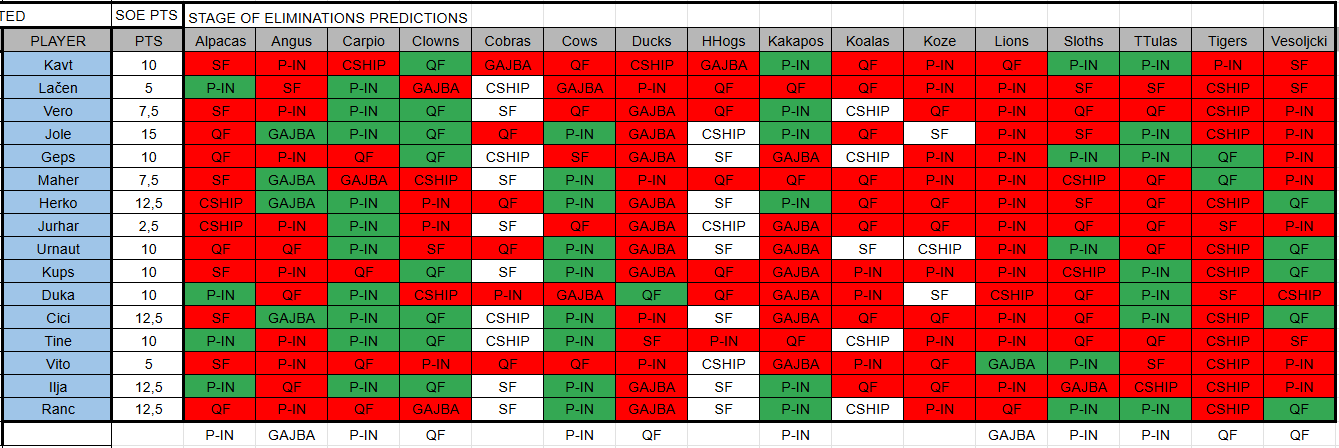 TED SOE PTS STAGE OF ELIMINATIONS PREDICTIONS
PLAYER PTS Alpacas Angus Carpio Clowns Cobras Cows Ducks HHogs Kakapos Koalas Koze Lions Sloths TTulas Tigers Vesoljcki
Kavt 10 SF P-IN CSHIP QF GAJBA QF CSHIP GAJBA P-IN QF P-IN QF P-IN P-IN P-IN SF
Lačen 5 P-IN SF P-IN GAJBA CSHIP GAJBA P-IN QF QF QF P-IN P-IN SF SF CSHIP SF
Vero 7,5 SF P-IN P-IN QF SF QF GAJBA QF P-IN CSHIP QF P-IN QF QF CSHIP P-IN
Jole 15 QF GAJBA P-IN QF QF P-IN GAJBA CSHIP P-IN QF SF P-IN SF P-IN CSHIP P-IN
Geps 10 QF P-IN QF QF CSHIP SF GAJBA SF GAJBA CSHIP P-IN P-IN P-IN P-IN QF P-IN
Maher 7,5 SF GAJBA GAJBA CSHIP SF P-IN P-IN QF QF QF P-IN P-IN CSHIP QF QF P-IN
Herko 12,5 CSHIP GAJBA P-IN P-IN QF P-IN GAJBA SF P-IN QF P-IN P-IN SF QF CSHIP QF
Jurhar 2,5 CSHIP P-IN P-IN P-IN SF QF GAJBA CSHIP GAJBA QF P-IN P-IN QF QF SF P-IN
Urnaut 10 QF QF P-IN SF QF P-IN GAJBA SF GAJBA SF CSHIP P-IN P-IN QF CSHIP QF
Kups 10 SF P-IN QF QF SF P-IN GAJBA QF GAJBA P-IN P-IN P-IN CSHIP P-IN CSHIP QF
Duka 10 P-IN QF P-IN CSHIP P-IN GAJBA QF QF GAJBA P-IN SF CSHIP QF P-IN SF CSHIP
Cici 12,5 SF GAJBA P-IN QF CSHIP P-IN P-IN SF GAJBA QF QF P-IN QF P-IN CSHIP QF
Tine 10 P-IN P-IN P-IN QF CSHIP P-IN SF P-IN QF CSHIP P-IN P-IN QF QF CSHIP SF
Vito 5 SF P-IN QF P-IN QF QF P-IN CSHIP GAJBA P-IN QF GAJBA P-IN SF CSHIP QF
Ilja 12,5 P-IN QF P-IN QF SF P-IN GAJBA SF P-IN QF QF P-IN GAJBA CSHIP CSHIP P-IN
Ranc 12,5 QF P-IN QF GAJBA SF P-IN GAJBA SF P-IN CSHIP P-IN QF P-IN P-IN CSHIP QF
P-IN GAJBA P-IN QF P-IN QF P-IN GAJBA P-IN P-IN QF QF